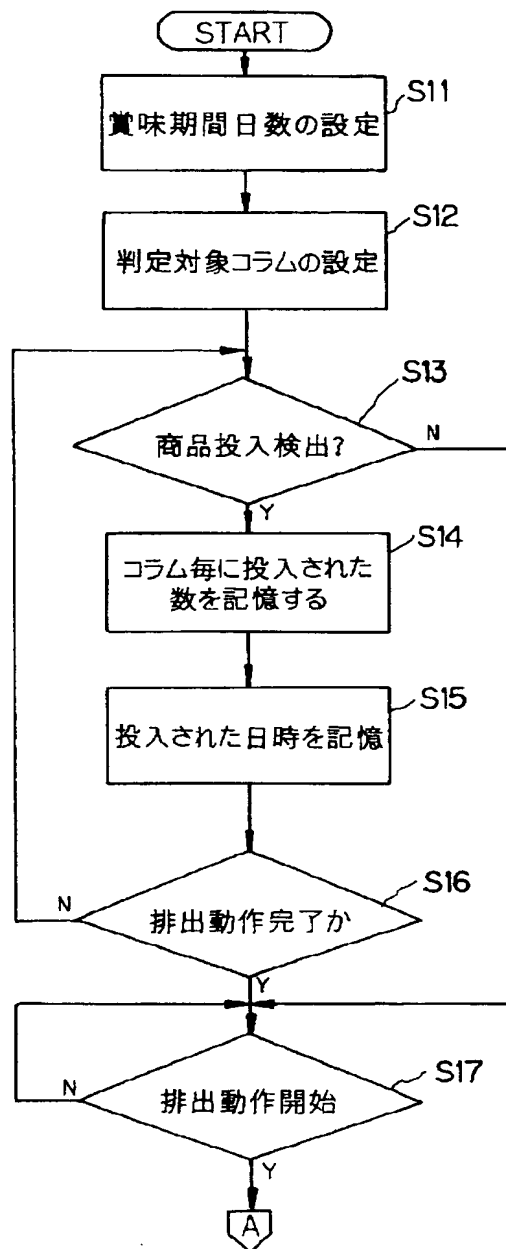 START
S11
賞味期間日数の設定
S12
判定対象コラムの設定
S13
商品投入検出?
N
Y
S14
コラム毎に投入された
数を記憶する
S15
投入された日時を記憶
S16
排出動作完了か
N
Y
S17
排出動作開始
N
Y
A